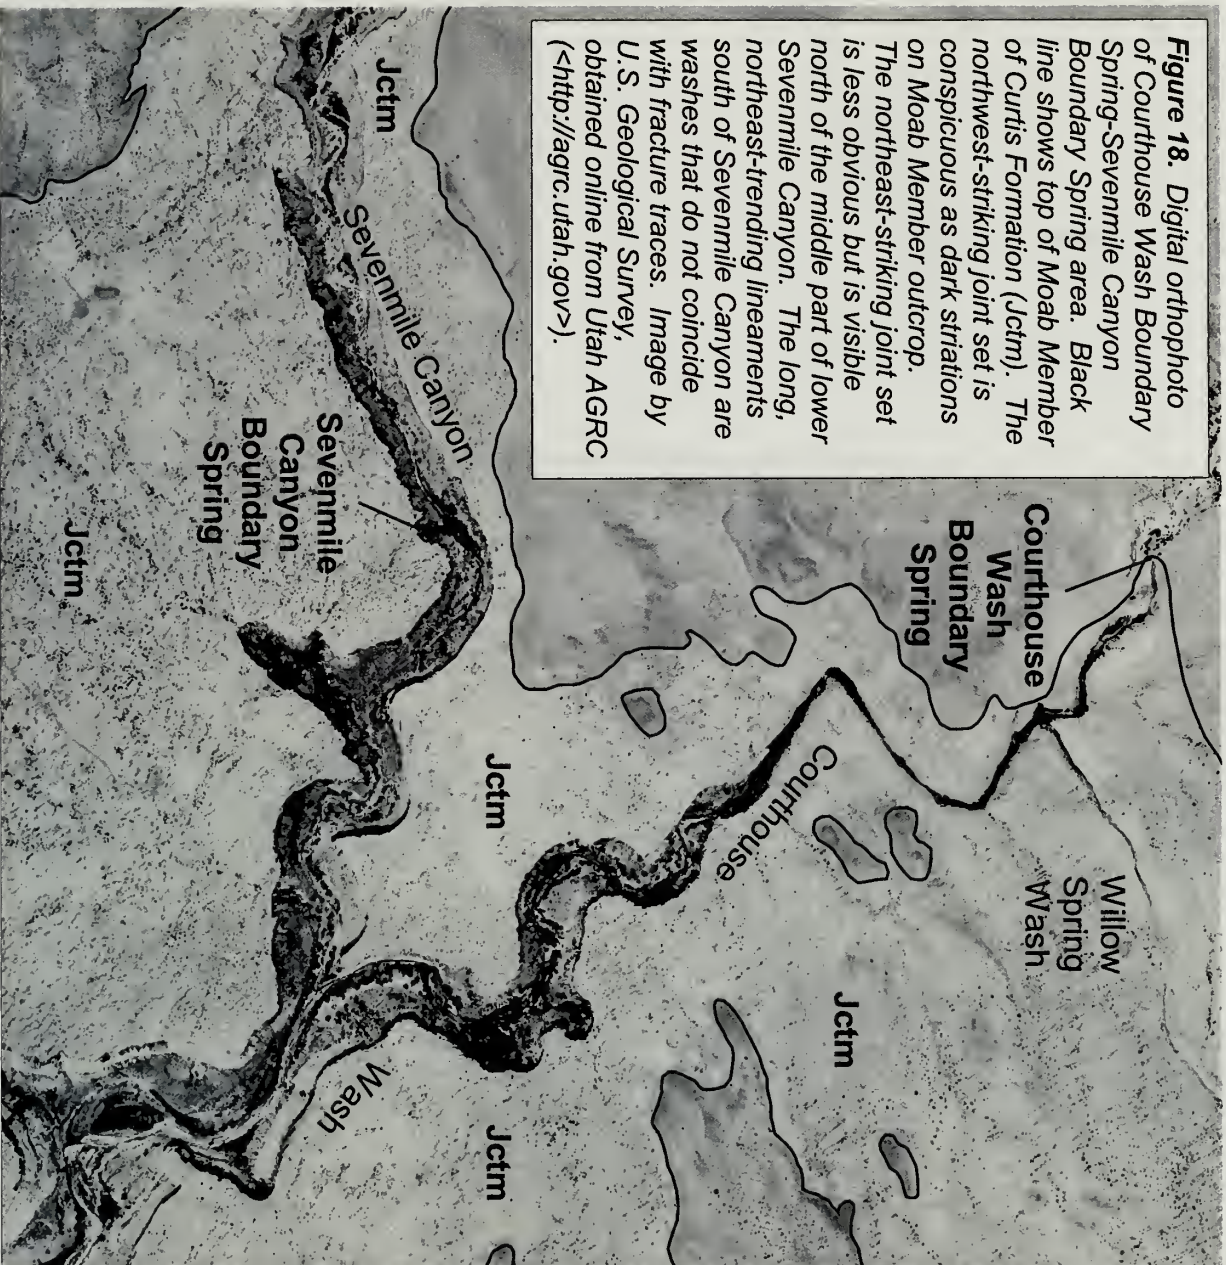 Figure 18. Digital orthophoto
of Courthouse Wash Boundary
Spring-Sevenmile Canyon
Boundary Spring area. Black
line shows top of Moab Member
of Curtis Formation (Jctm). The
northwest-striking joint set is
conspicuous as dark striations
on Moab Member outcrop.
The northeast-striking joint set
is less obvious but is visible
north of the middle part of lower
Sevenmile Canyon. The long,
northeast-trending lineaments
south of Sevenmile Canyon are
washes that do not coincide
with fracture traces. Image by
U.S. Geological Survey,
obtained online from Utah AGRC
(<http://agrc.utah.gov>).
Courthouse
Wash
Boundary
Spring
Willow
Spring
Wash
Jctm
Courthouse
Jctm
Jctm
Wash
Jctm
Sevenmile Canyon
Sevenmile
Canyon
Boundary
Spring
Jctm